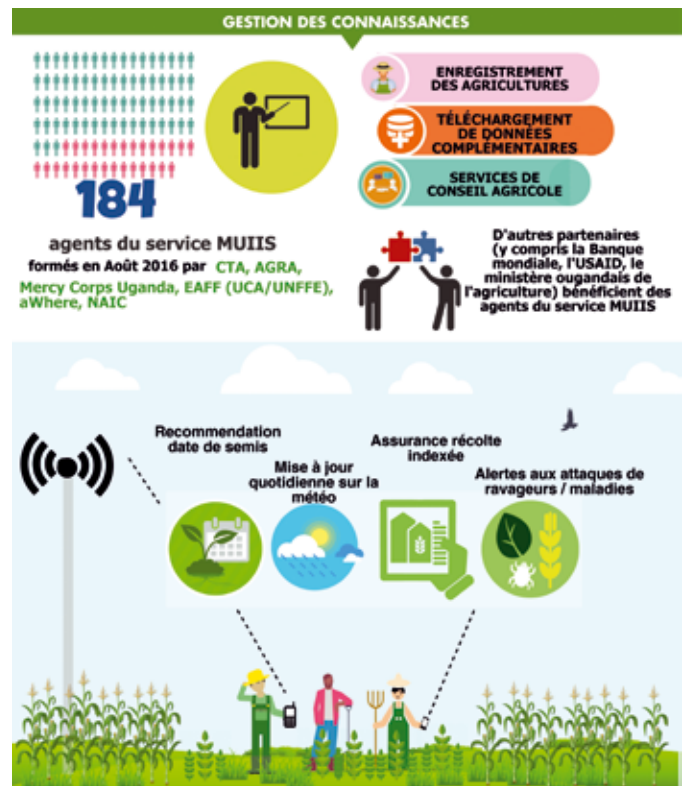 GESTION DES CONNAISSANCES
ENREGISTREMENT
DES AGRICULTURES
TÉLÉCHARGEMENT
DE DONNÉES
COMPLÉMENTAIRES
SERVICES DE
CONSEIL AGRICOLE
184
agents du service MUIIS
formés en Août 2016 par CTA, AGRA,
Mercy Corps Uganda, EAFF (UCA/UNFFE),
aWhere, NAIC
D'autres partenaires
(y compris la Banque
mondiale, l'USAID, le
ministère ougandais de
l'agriculture) bénéficient des
agents du service MUIIS
Recommendation
date de semis
Mise à jour
quotidienne sur la
météo
Assurance récolte
indexée
Alertes aux attaques de
ravageurs / maladies